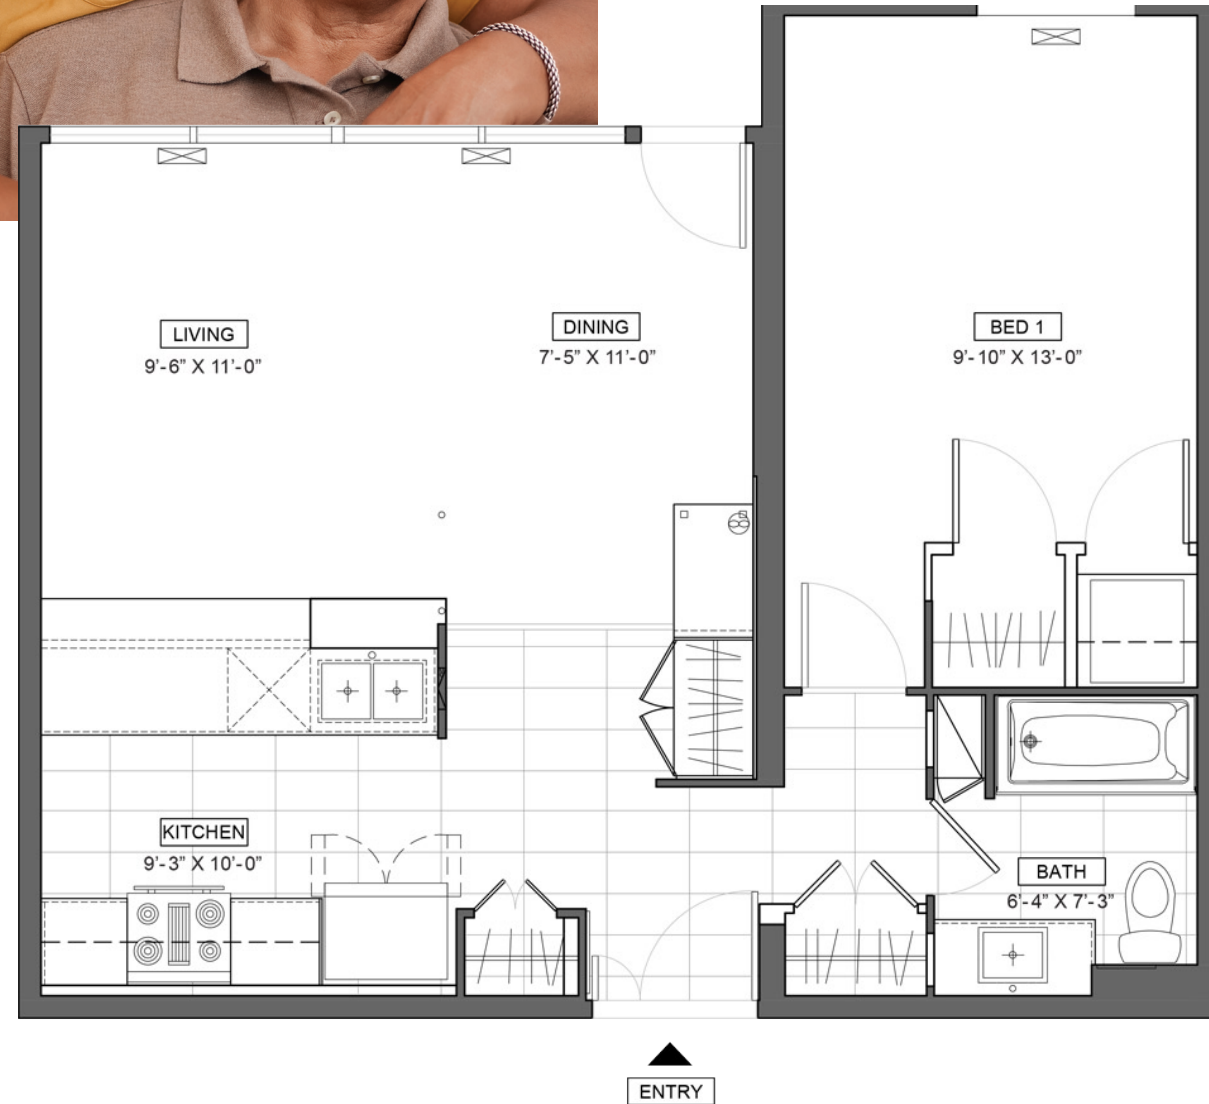 LIVING
9'-6" X 11'-0"
DINING
7'-5" X 11'-0"
BED 1
9'-10" X 13'-0"
KITCHEN
9'-3" X 10'-0"
BATH
6'-4" X 7'-3"
ENTRY